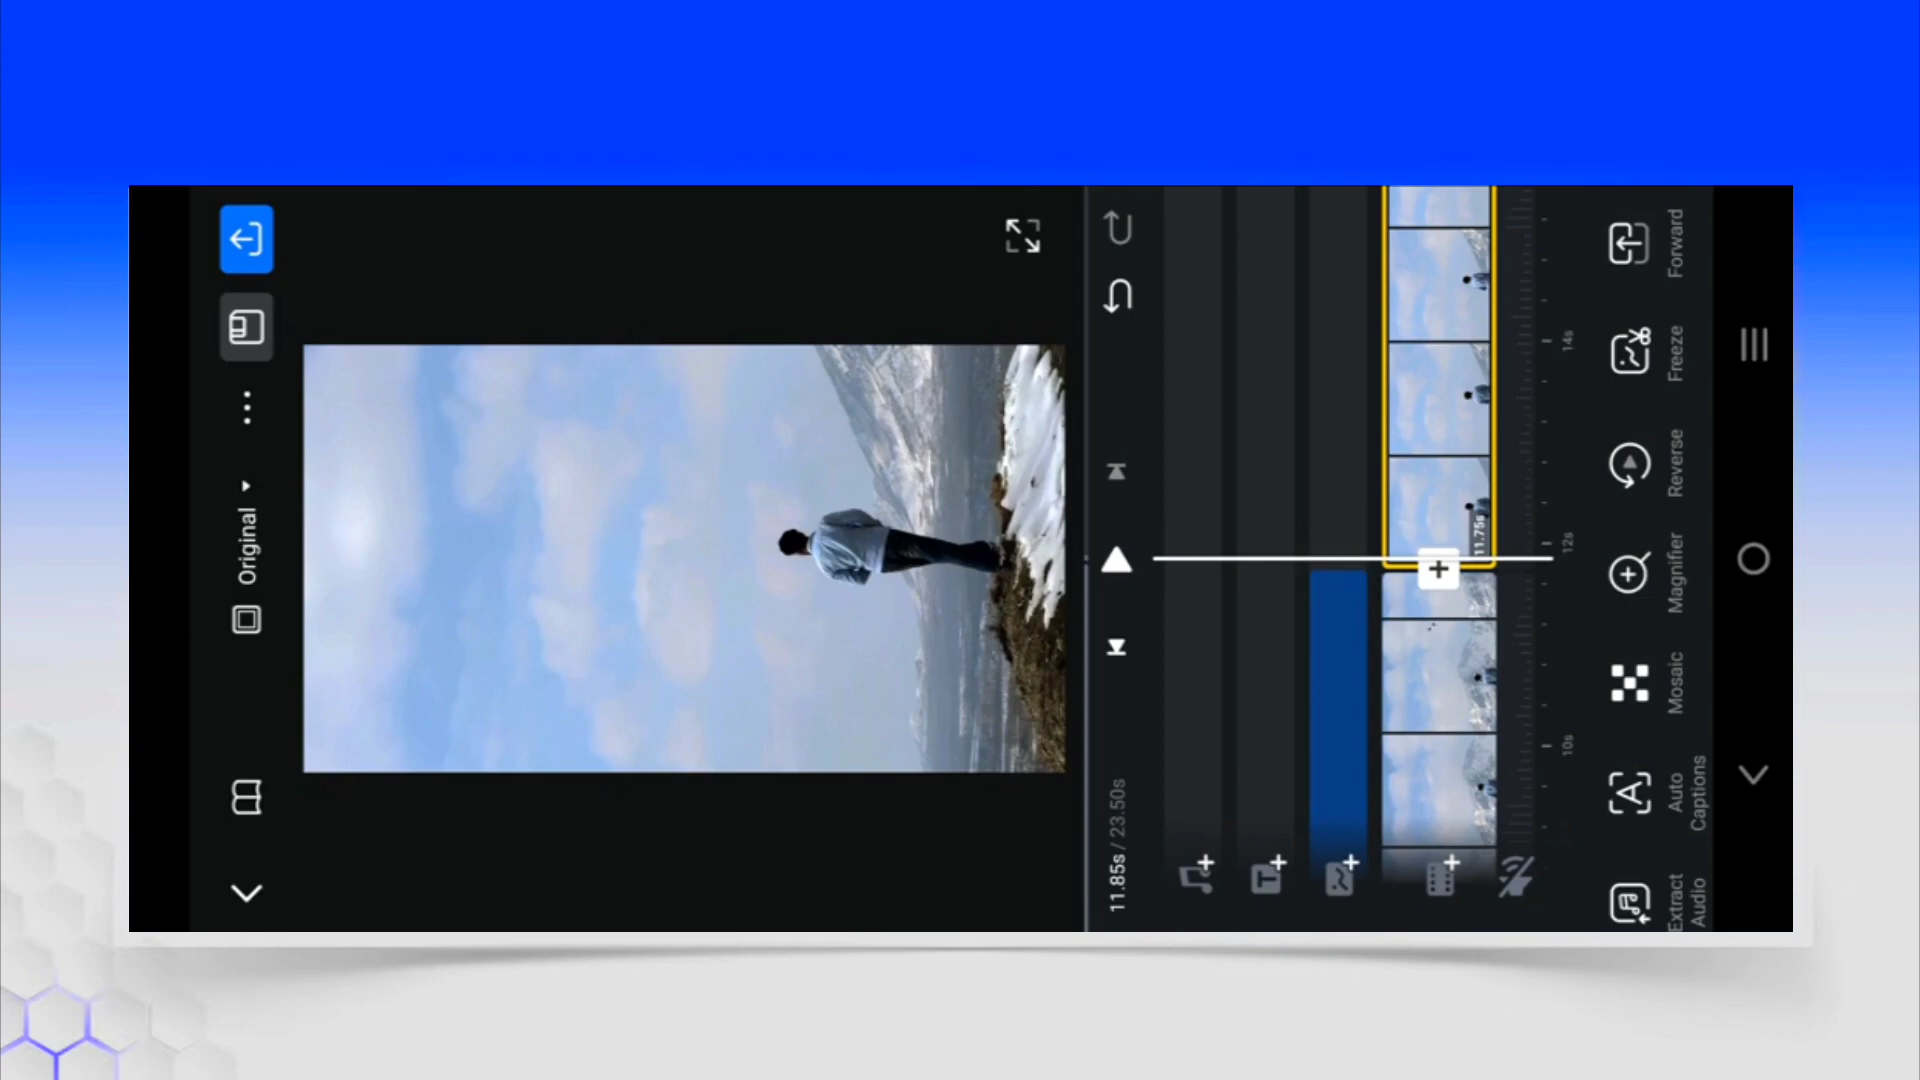 Original
11.85s / 23.50s
11.75s
10s
12s
14s
Extract
Audio
Auto
Captions
Mosaic
Magnifier
Reverse
Freeze
Forward